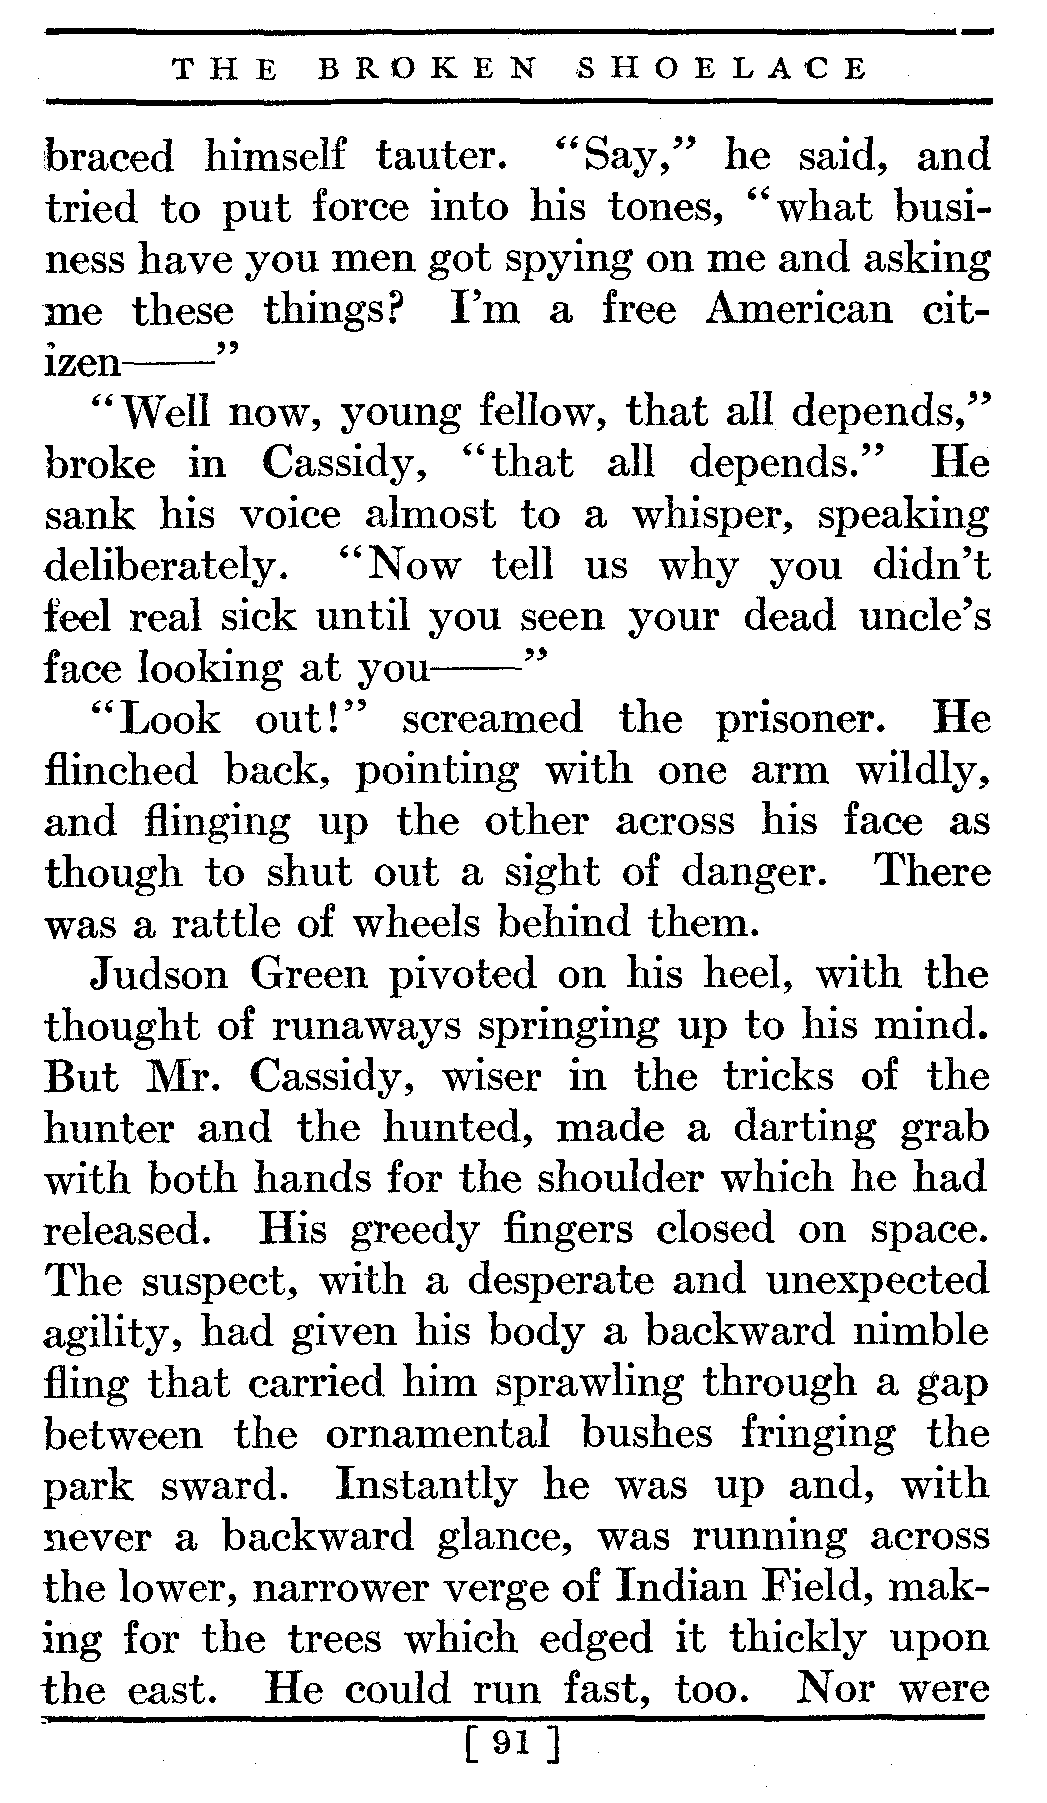 THE BROKEN SHOELACE
braced himself tauter. "Say," he said, and
tried to put force into his tones, "what busi-
ness have you men got spying on me and asking
me these things? I'm a free American cit-
izen——"
"Well now, young fellow, that all depends,"
broke in Cassidy, "that all depends." He
sank his voice almost to a whisper, speaking
deliberately. "Now tell us why you didn't
feel real sick until you seen your dead uncle's
face looking at you——"
"Look out!" screamed the prisoner. He
flinched back, pointing with one arm wildly,
and flinging up the other across his face as
though to shut out a sight of danger. There
was a rattle of wheels behind them.
Judson Green pivoted on his heel, with the
thought of runaways springing up to his mind.
But Mr. Cassidy, wiser in the tricks of the
hunter and the hunted, made a darting grab
with both hands for the shoulder which he had
released. His greedy fingers closed on space.
The suspect, with a desperate and unexpected
agility, had given his body a backward nimble
fling that carried him sprawling through a gap
between the ornamental bushes fringing the
park sward. Instantly he was up and, with
never a backward glance, was running across
the lower, narrower verge of Indian Field, mak-
ing for the trees which edged it thickly upon
the east. He could run fast, too. Nor were
[ 91 ]